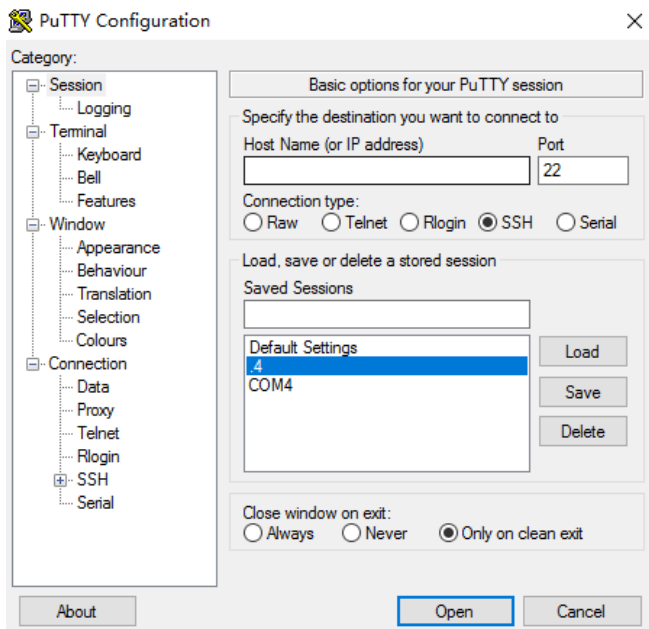 PuTTY Configuration
Category:
Session
Logging
Terminal
Keyboard
Bell
Features
Window
Appearance
Behaviour
Translation
Selection
Colours
Connection
Data
Proxy
Telnet
Rlogin
SSH
Serial
Basic options for your PuTTY session
Specify the destination you want to connect to
Host Name (or IP address) Port
22
Connection type:
Raw Telnet Rlogin SSH Serial
Load, save or delete a stored session
Saved Sessions
Default Settings
.4
COM4
Load
Save
Delete
Close window on exit:
Always Never Only on clean exit
About Open Cancel